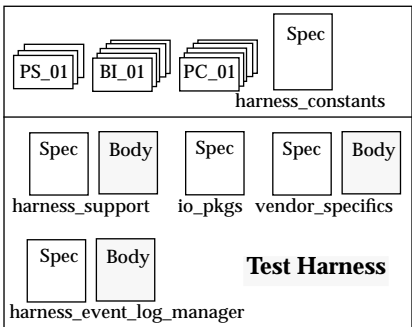 Spec
PS_01 BI_01 PC_01
harness_constants
Spec Body Spec Spec Body
harness_support io_pkgs vendor_specifics
Spec Body
Test Harness
harness_event_log_manager